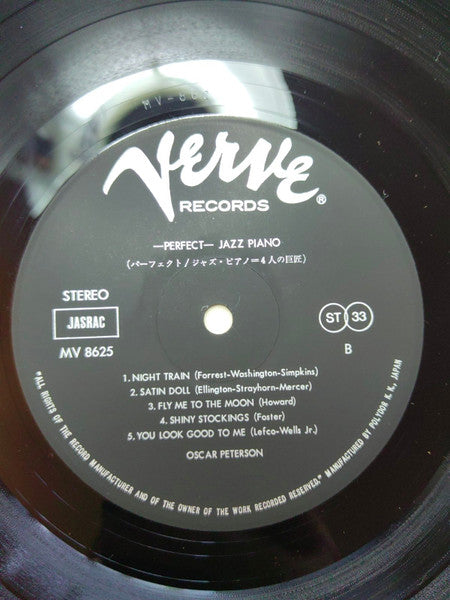 MV-862
VERVE
RECORDS ®
—PERFECT— JAZZ PIANO
(パーフェクト/ジャズ・ピアノ=4人の巨匠)
STEREO
JASRAC
MV 8625
ST 33
B
1. NIGHT TRAIN (Forrest-Washington-Simpkins)
2. SATIN DOLL (Ellington-Strayhorn-Mercer)
3. FLY ME TO THE MOON (Howard)
4. SHINY STOCKINGS (Foster)
5. YOU LOOK GOOD TO ME (Lefco-Wells Jr.)
OSCAR PETERSON
"ALL RIGHTS OF THE RECORD MANUFACTURER AND OF THE OWNER OF THE WORK RECORDED RESERVED." MANUFACTURED BY POLYDOR K.K., JAPAN